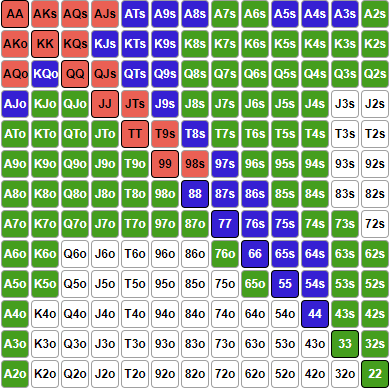 AA AKs AQs AJs ATs A9s A8s A7s A6s A5s A4s A3s A2s
AKo KK KQs KJs KTs K9s K8s K7s K6s K5s K4s K3s K2s
AQo KQo QQ QJs QTs Q9s Q8s Q7s Q6s Q5s Q4s Q3s Q2s
AJo KJo QJo JJ JTs J9s J8s J7s J6s J5s J4s J3s J2s
ATo KTo QTo JTo TT T9s T8s T7s T6s T5s T4s T3s T2s
A9o K9o Q9o J9o T9o 99 98s 97s 96s 95s 94s 93s 92s
A8o K8o Q8o J8o T8o 98o 88 87s 86s 85s 84s 83s 82s
A7o K7o Q7o J7o T7o 97o 87o 77 76s 75s 74s 73s 72s
A6o K6o Q6o J6o T6o 96o 86o 76o 66 65s 64s 63s 62s
A5o K5o Q5o J5o T5o 95o 85o 75o 65o 55 54s 53s 52s
A4o K4o Q4o J4o T4o 94o 84o 74o 64o 54o 44 43s 42s
A3o K3o Q3o J3o T3o 93o 83o 73o 63o 53o 43o 33 32s
A2o K2o Q2o J2o T2o 92o 82o 72o 62o 52o 42o 32o 22